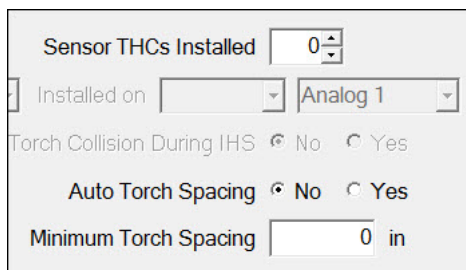 Sensor THCs Installed 0
Installed on Analog 1
Torch Collision During IHS No Yes
Auto Torch Spacing No Yes
Minimum Torch Spacing 0 in